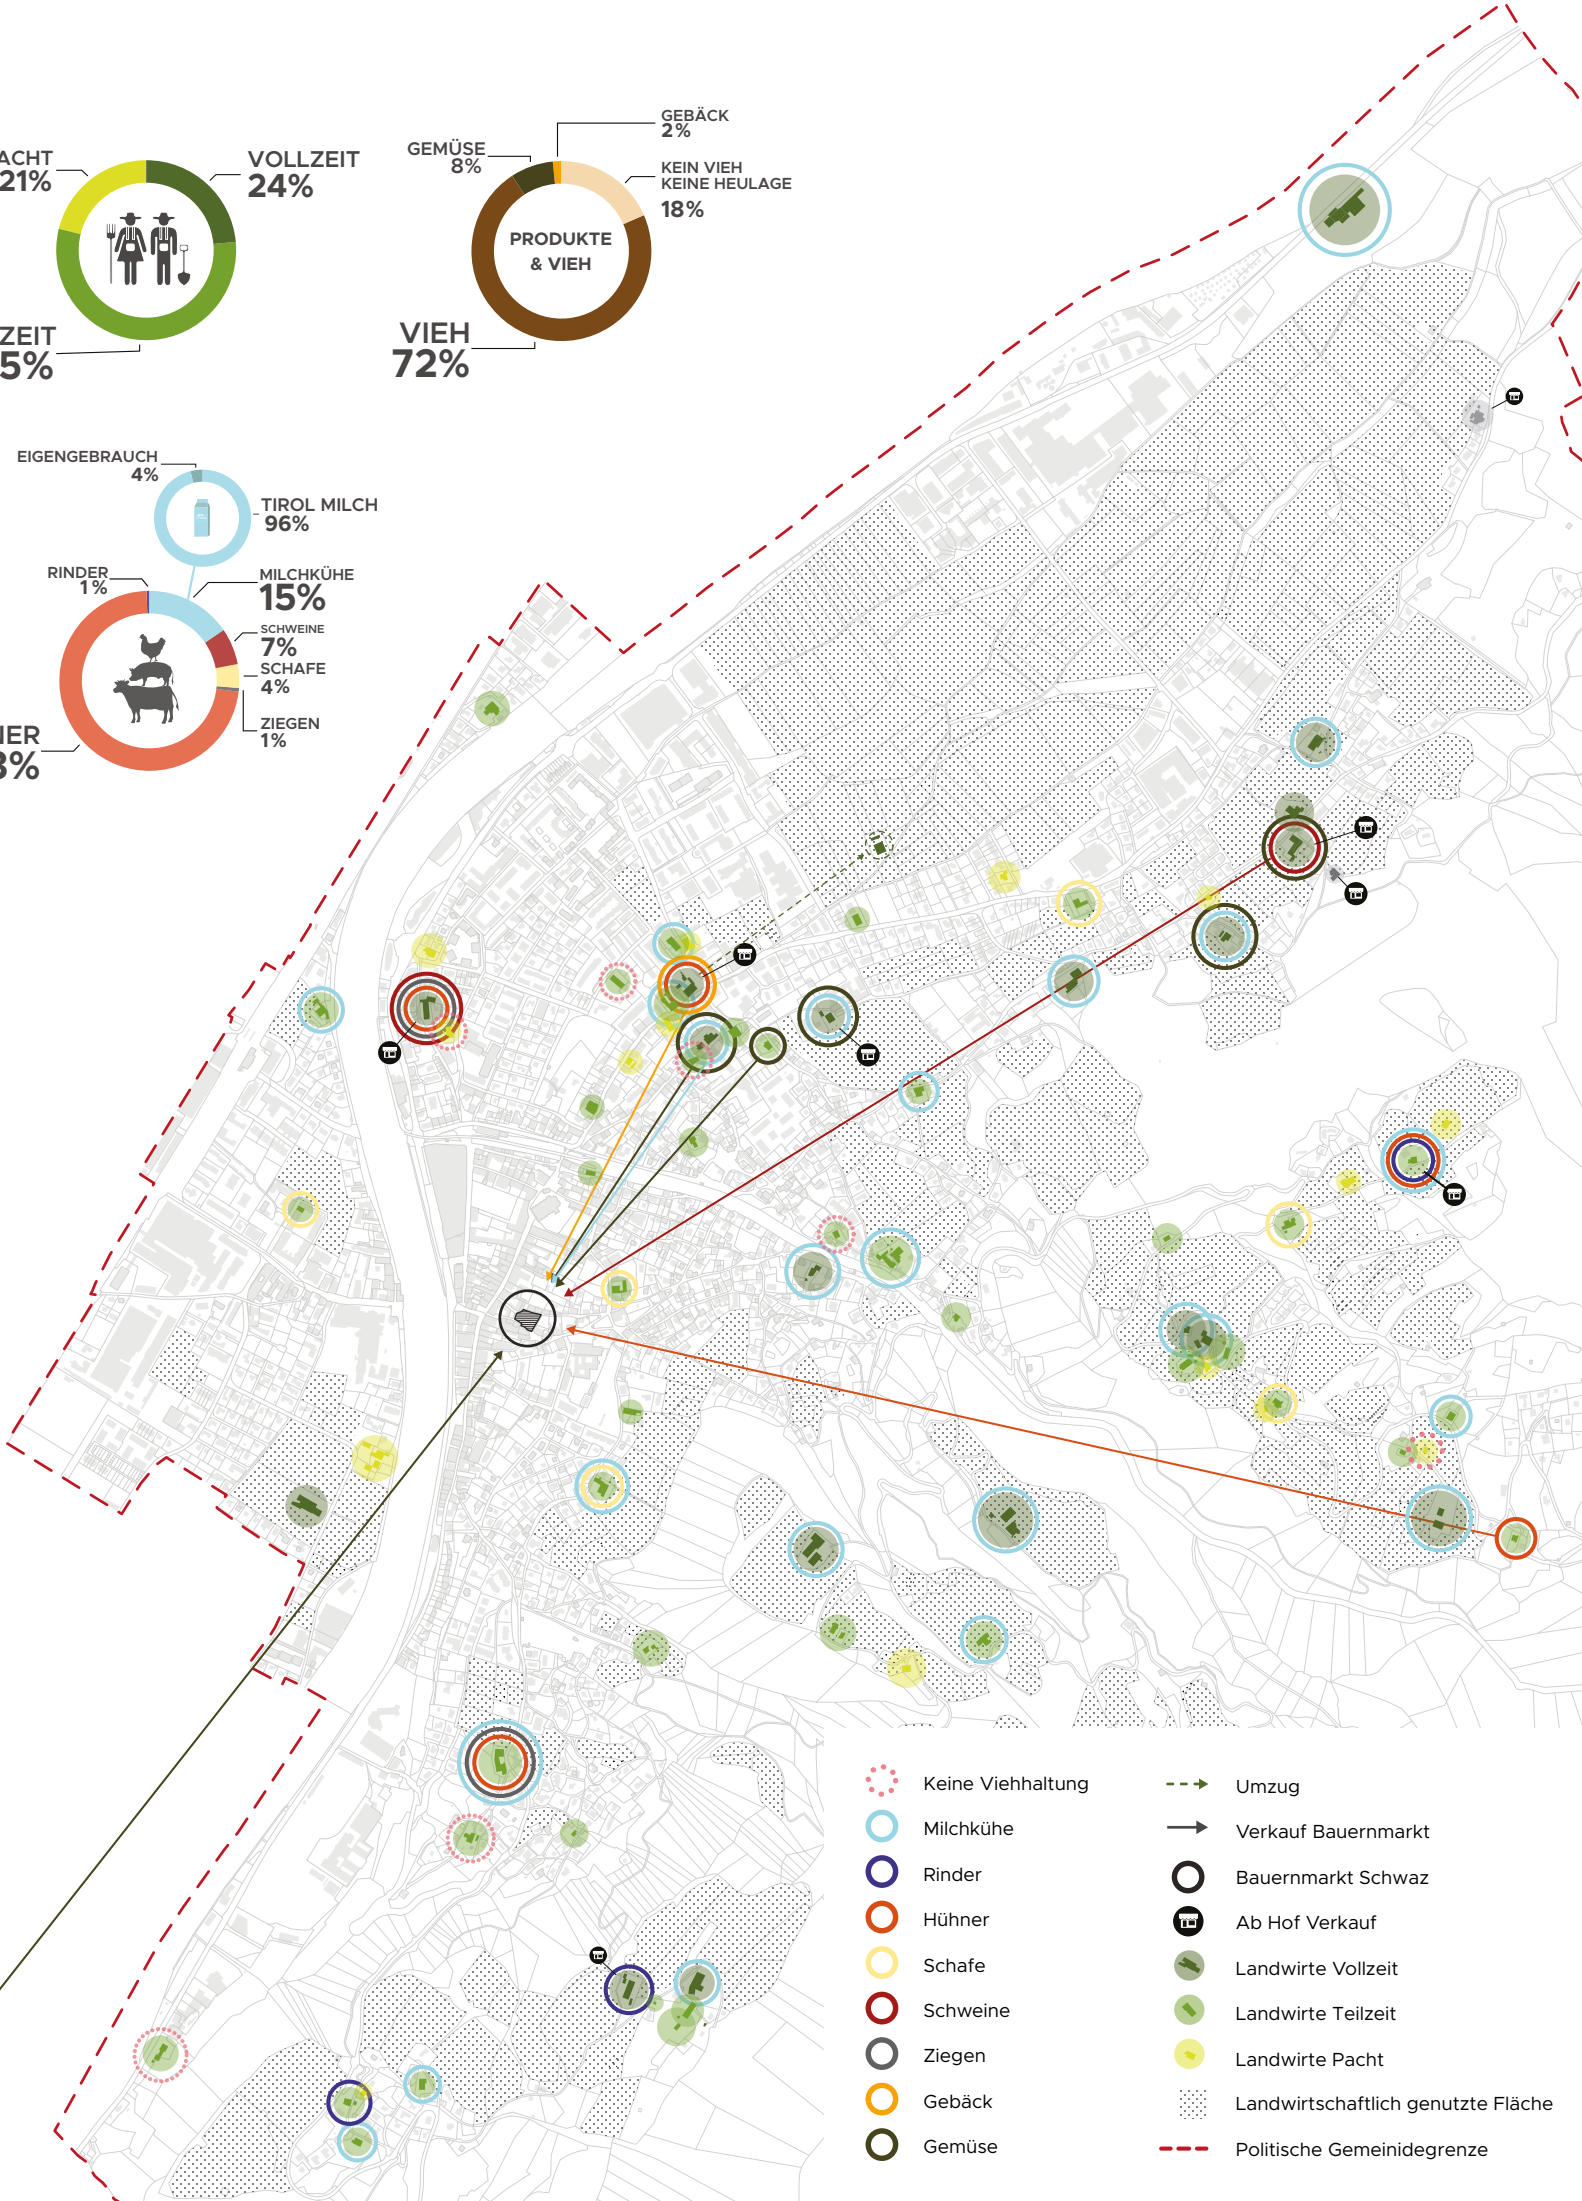 ACHT
21%
VOLLZEIT
24%
ZEIT
5%
GEMÜSE
8%
GEBÄCK
2%
KEIN VIEH
KEINE HEULAGE
18%
PRODUKTE
& VIEH
VIEH
72%
EIGENGEBRAUCH
4%
TIROL MILCH
96%
RINDER
1%
MILCHKÜHE
15%
SCHWEINE
7%
SCHAFE
4%
ZIEGEN
1%
NER
3%
Keine Viehhaltung
Milchkühe
Rinder
Hühner
Schafe
Schweine
Ziegen
Gebäck
Gemüse
Umzug
Verkauf Bauernmarkt
Bauernmarkt Schwaz
Ab Hof Verkauf
Landwirte Vollzeit
Landwirte Teilzeit
Landwirte Pacht
Landwirtschaftlich genutzte Fläche
Politische Gemeinidegrenze